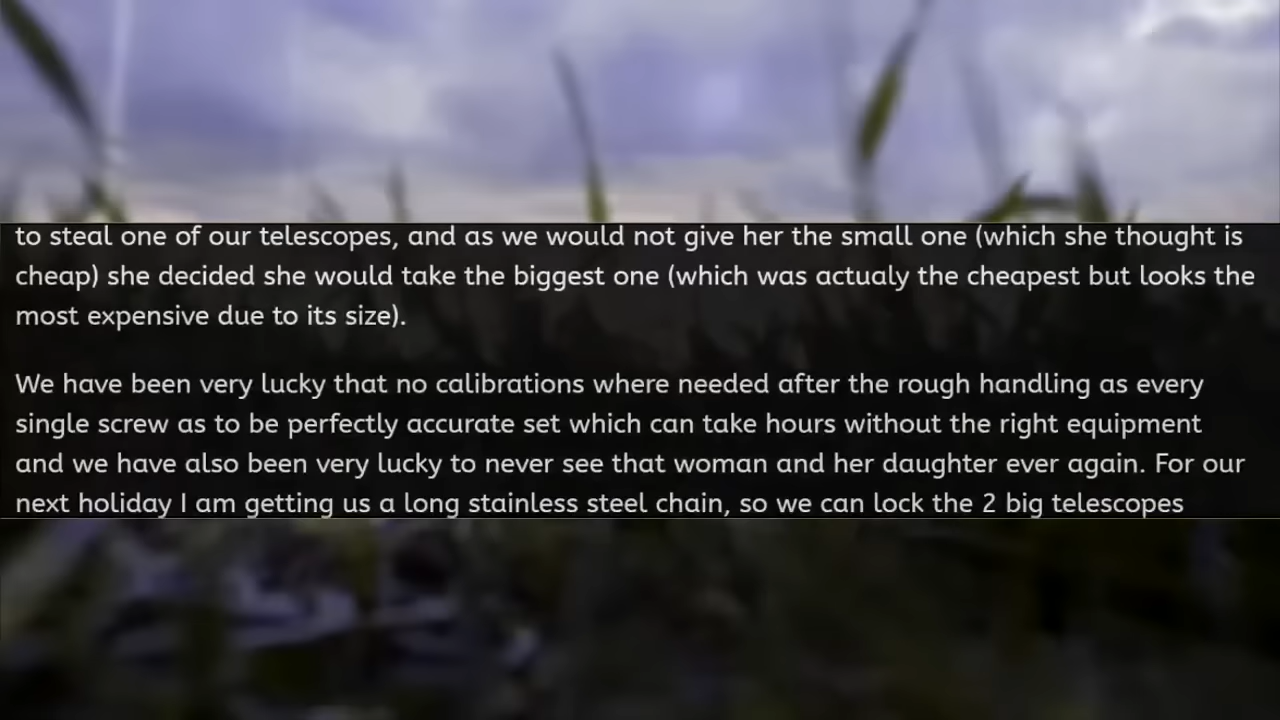 to steal one of our telescopes, and as we would not give her the small one (which she thought is
cheap) she decided she would take the biggest one (which was actualy the cheapest but looks the
most expensive due to its size).
We have been very lucky that no calibrations where needed after the rough handling as every
single screw as to be perfectly accurate set which can take hours without the right equipment
and we have also been very lucky to never see that woman and her daughter ever again. For our
next holiday I am getting us a long stainless steel chain, so we can lock the 2 big telescopes